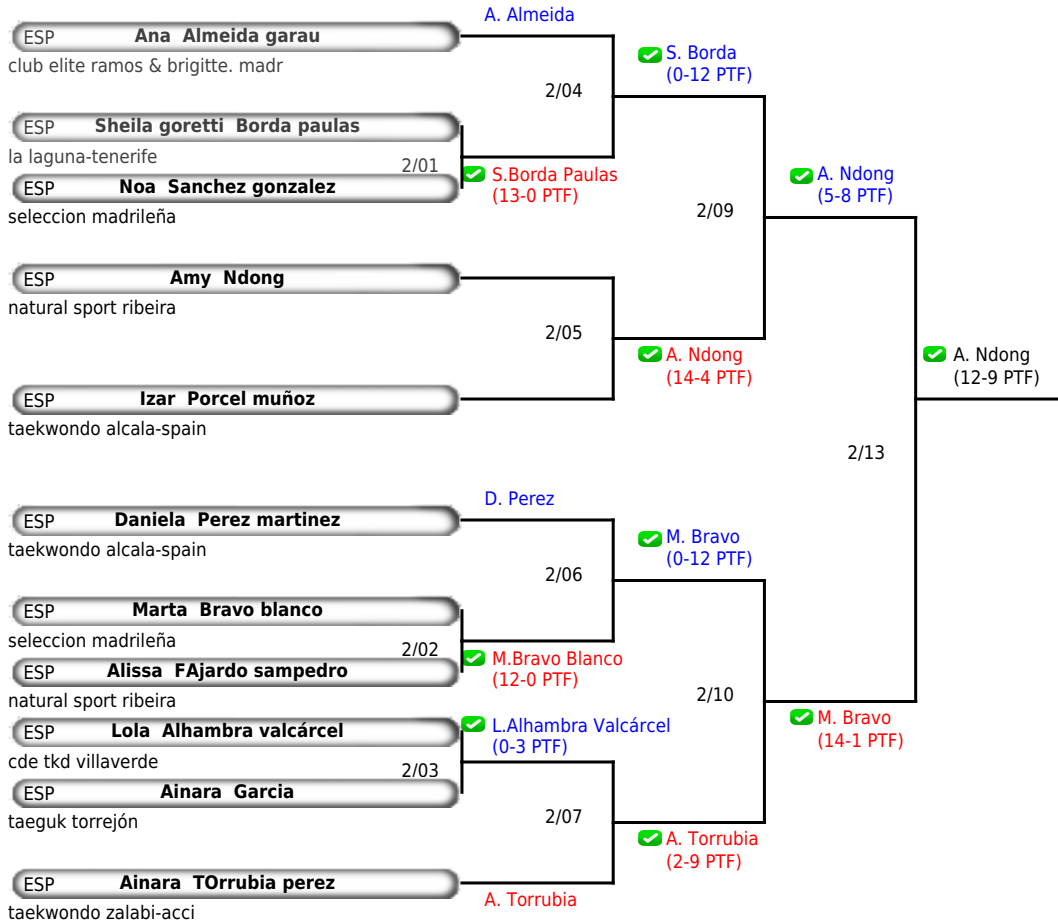 A. Almeida
ESP Ana Almeida garau
club elite ramos & brigitte. madr
S. Borda
(0-12 PTF)
2/04
ESP Sheila goretti Borda paulas
la laguna-tenerife
2/01
S.Borda Paulas
(13-0 PTF)
ESP Noa Sanchez gonzalez
seleccion madrileña
A. Ndong
(5-8 PTF)
2/09
ESP Amy Ndong
natural sport ribeira
2/05
A. Ndong
(14-4 PTF)
A. Ndong
(12-9 PTF)
ESP Izar Porcel muñoz
taekwondo alcala-spain
2/13
D. Perez
ESP Daniela Perez martinez
taekwondo alcala-spain
M. Bravo
(0-12 PTF)
2/06
ESP Marta Bravo blanco
seleccion madrileña
2/02
M.Bravo Blanco
(12-0 PTF)
ESP Alissa FAjardo sampedro
natural sport ribeira
2/10
M. Bravo
(14-1 PTF)
L.Alhambra Valcárcel
(0-3 PTF)
ESP Lola Alhambra valcárcel
cde tkd villaverde
2/03
ESP Ainara Garcia
taeguk torrejón
2/07
A. Torrubia
(2-9 PTF)
ESP Ainara TOrrubia perez
taekwondo zalabi-acci
A. Torrubia